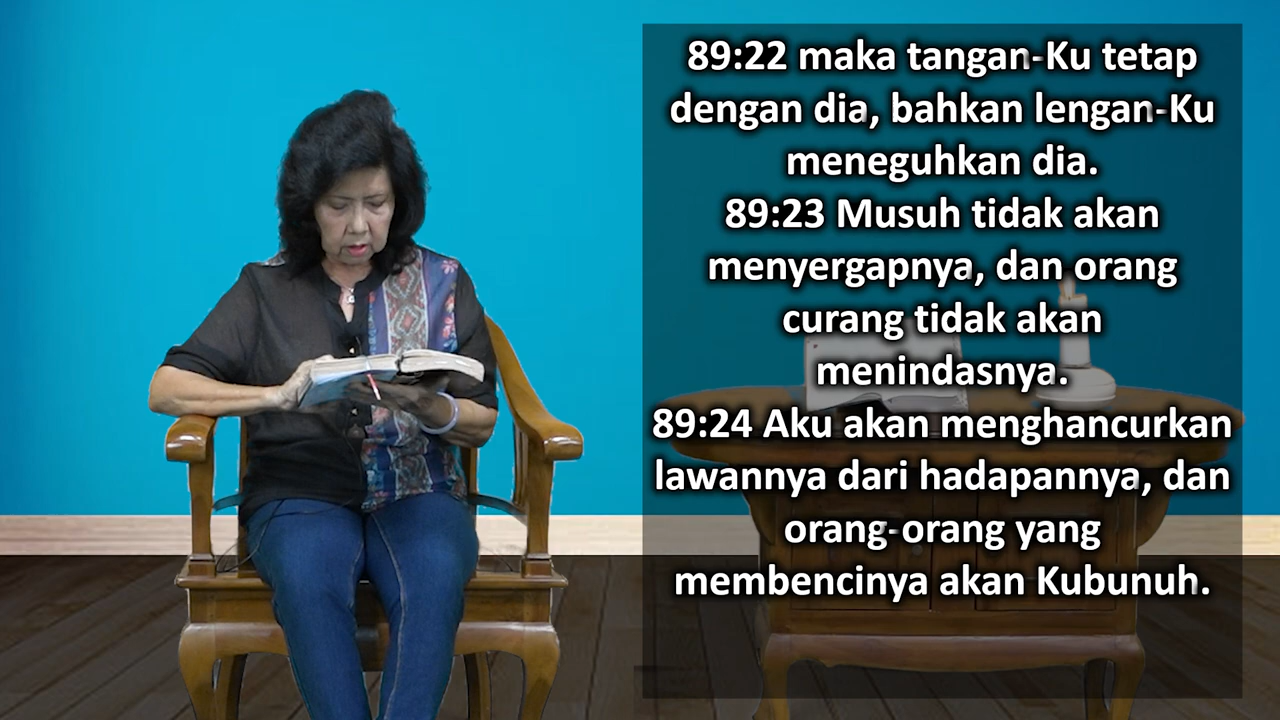 89:22 maka tangan-Ku tetap
dengan dia, bahkan lengan-Ku
meneguhkan dia.
89:23 Musuh tidak akan
menyergapnya, dan orang
curang tidak akan
menindasnya.
89:24 Aku akan menghancurkan
lawannya dari hadapannya, dan
orang-orang yang
membencinya akan Kubunuh.